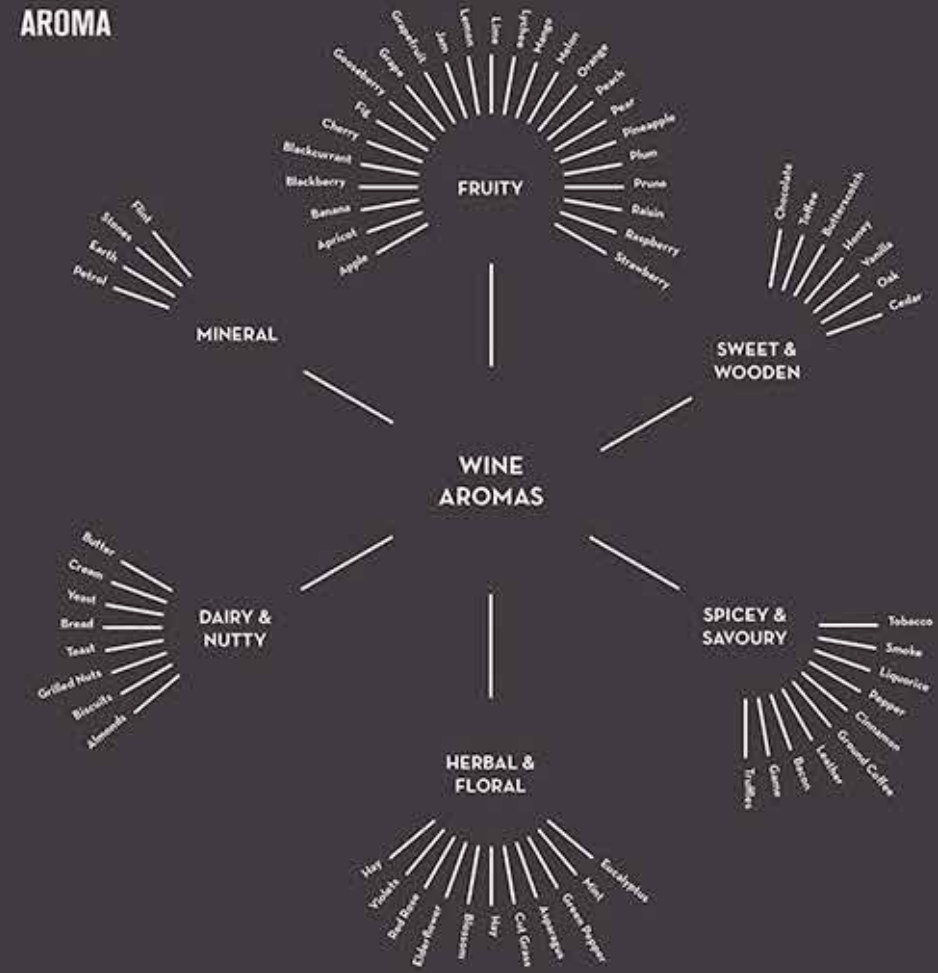 AROMA
WINE
AROMAS
FRUITY
Apple
Apricot
Banana
Blackberry
Blackcurrant
Cherry
Fig
Gooseberry
Grape
Grapefruit
Jam
Lemon
Lime
Lychee
Mango
Melon
Orange
Peach
Pear
Pineapple
Plum
Prune
Raisin
Raspberry
Strawberry
SWEET &
WOODEN
Chocolate
Toffee
Butterscotch
Honey
Vanilla
Oak
Cedar
SPICEY &
SAVOURY
Tobacco
Smoke
Liquorice
Pepper
Cinnamon
Ground Coffee
Leather
Bacon
Game
Truffles
HERBAL &
FLORAL
Eucalyptus
Mint
Green Pepper
Asparagus
Cut Grass
Hay
Blossom
Elderflower
Red Rose
Violets
Hay
DAIRY &
NUTTY
Almonds
Biscuits
Grilled Nuts
Toast
Bread
Yeast
Cream
Butter
MINERAL
Petrol
Earth
Stones
Flint